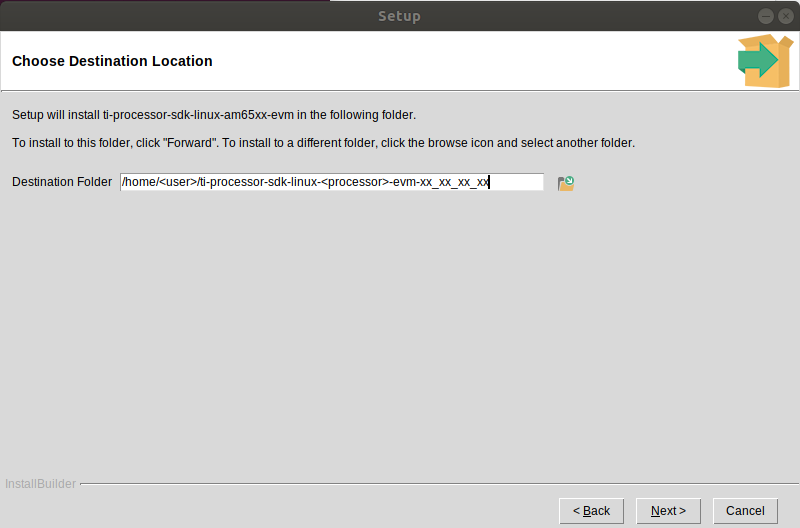 Setup
Choose Destination Location
Setup will install ti-processor-sdk-linux-am65xx-evm in the following folder.
To install to this folder, click "Forward". To install to a different folder, click the browse icon and select another folder.
Destination Folder /home/<user>/ti-processor-sdk-linux-<processor>-evm-xx_xx_xx_xx
InstallBuilder
< Back Next > Cancel